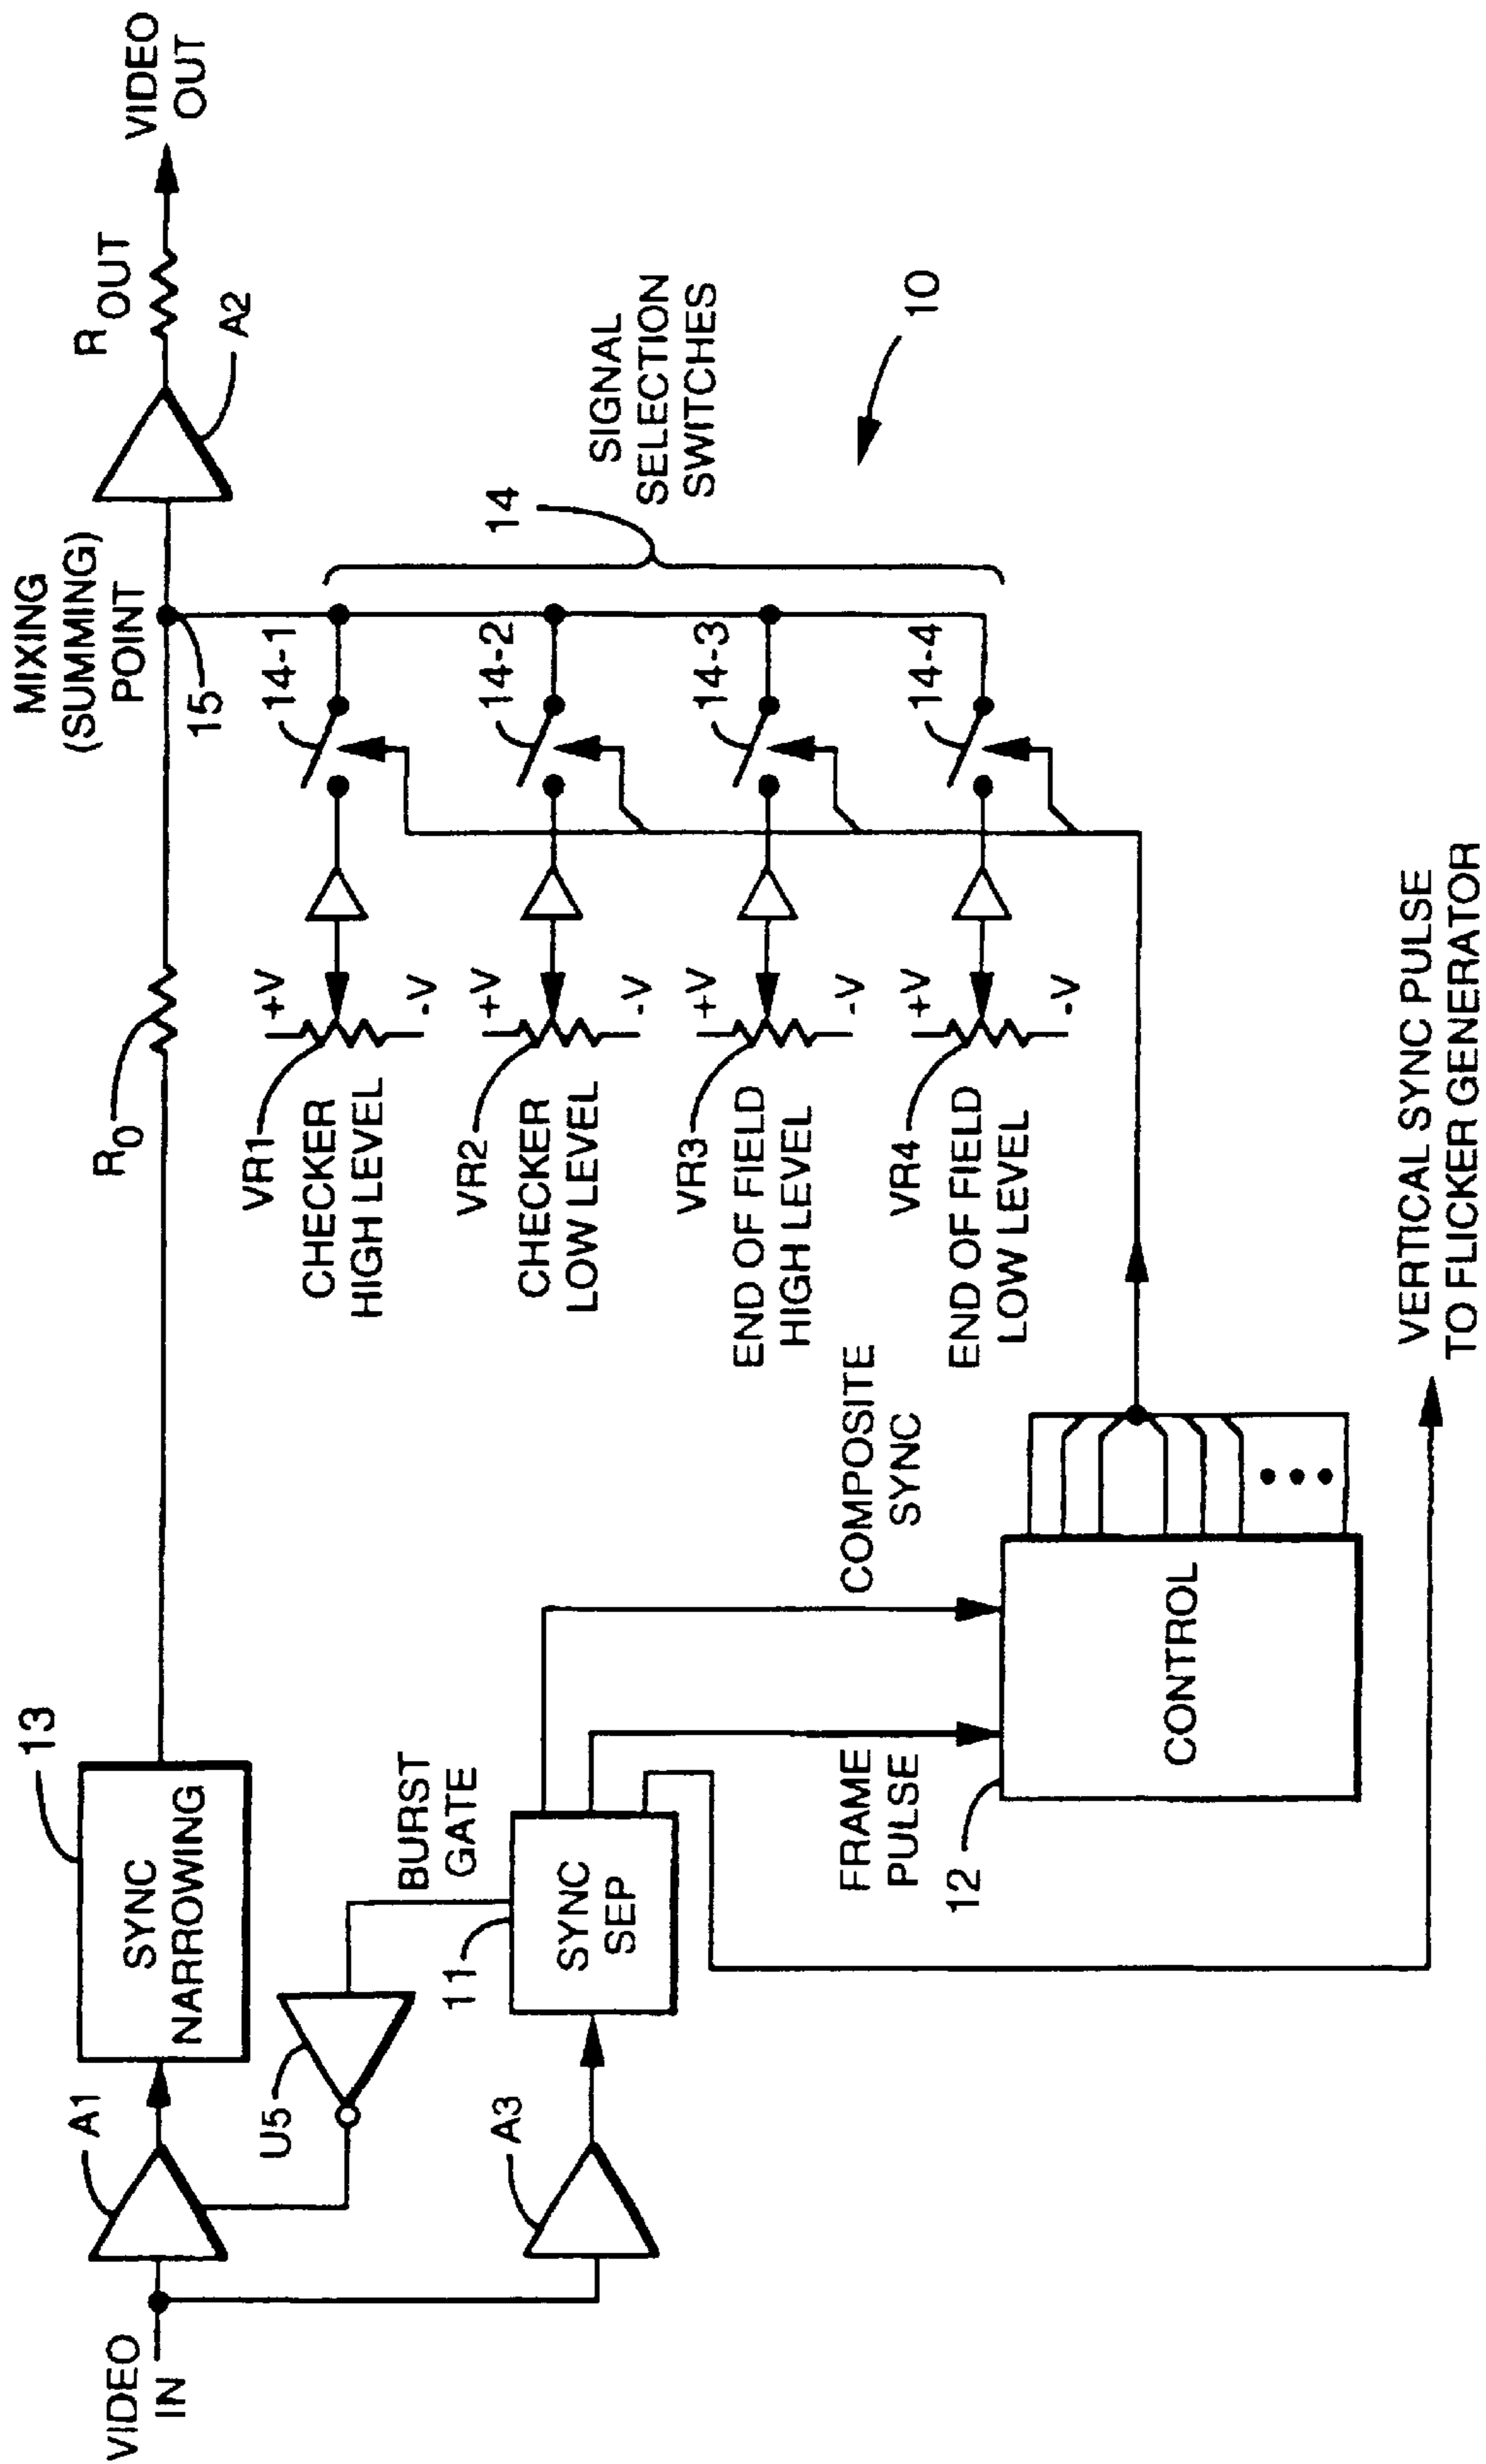 VIDEO
IN
A1
13
SYNC
NARROWING
R0
MIXING
(SUMMING)
POINT
15
A2
ROUT
VIDEO
OUT
U5
BURST
GATE
A3
11
SYNC
SEP
FRAME
PULSE
COMPOSITE
SYNC
12
CONTROL
VR1
+V
-V
CHECKER
HIGH LEVEL
14-1
VR2
+V
-V
CHECKER
LOW LEVEL
14-2
VR3
+V
-V
END OF FIELD
HIGH LEVEL
14-3
VR4
+V
-V
END OF FIELD
LOW LEVEL
14-4
14
SIGNAL
SELECTION
SWITCHES
10
VERTICAL SYNC PULSE
TO FLICKER GENERATOR